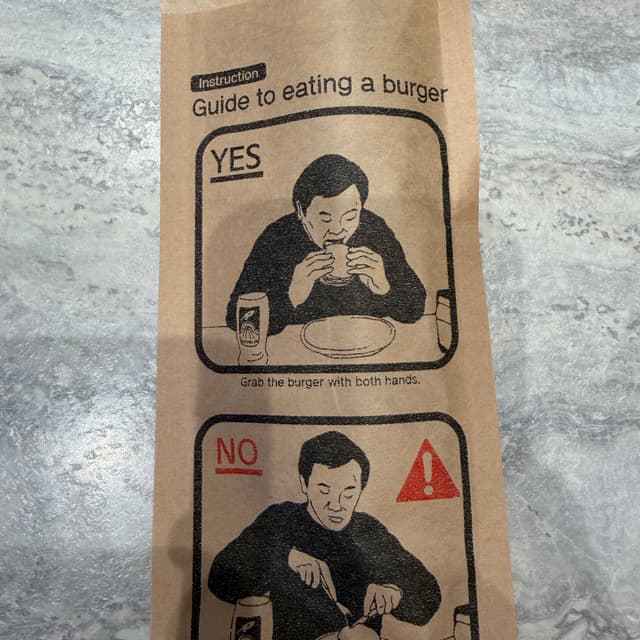 Instruction
Guide to eating a burger
YES
Grab the burger with both hands.
NO